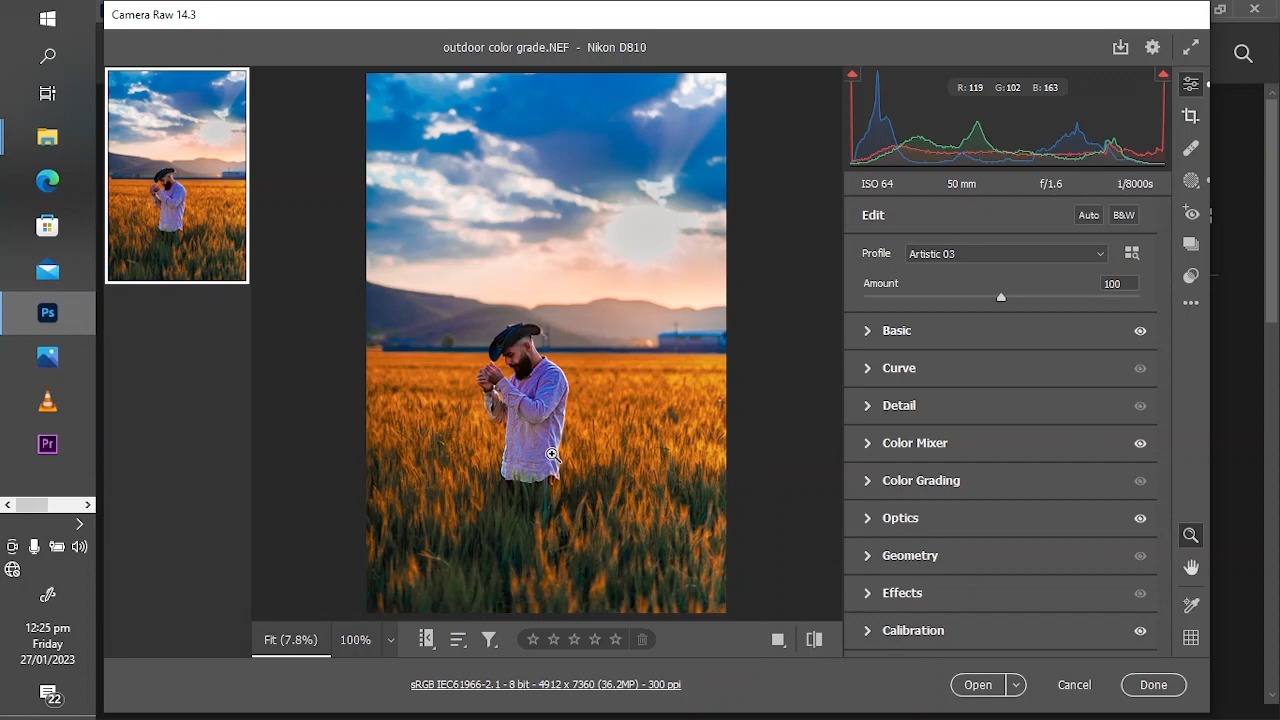 Camera Raw 14.3
outdoor color grade.NEF - Nikon D810
R: 119 G: 102 B: 163
ISO 64 50 mm f/1.6 1/8000s
Edit Auto B&W
Profile Artistic 03
Amount 100
Basic
Curve
Detail
Color Mixer
Color Grading
Optics
Geometry
Effects
Calibration
Fit (7.8%) 100%
sRGB IEC61966-2.1 - 8 bit - 4912 x 7360 (36.2MP) - 300 ppi
Open Cancel Done
Ps
Pr
12:25 pm
Friday
27/01/2023
22